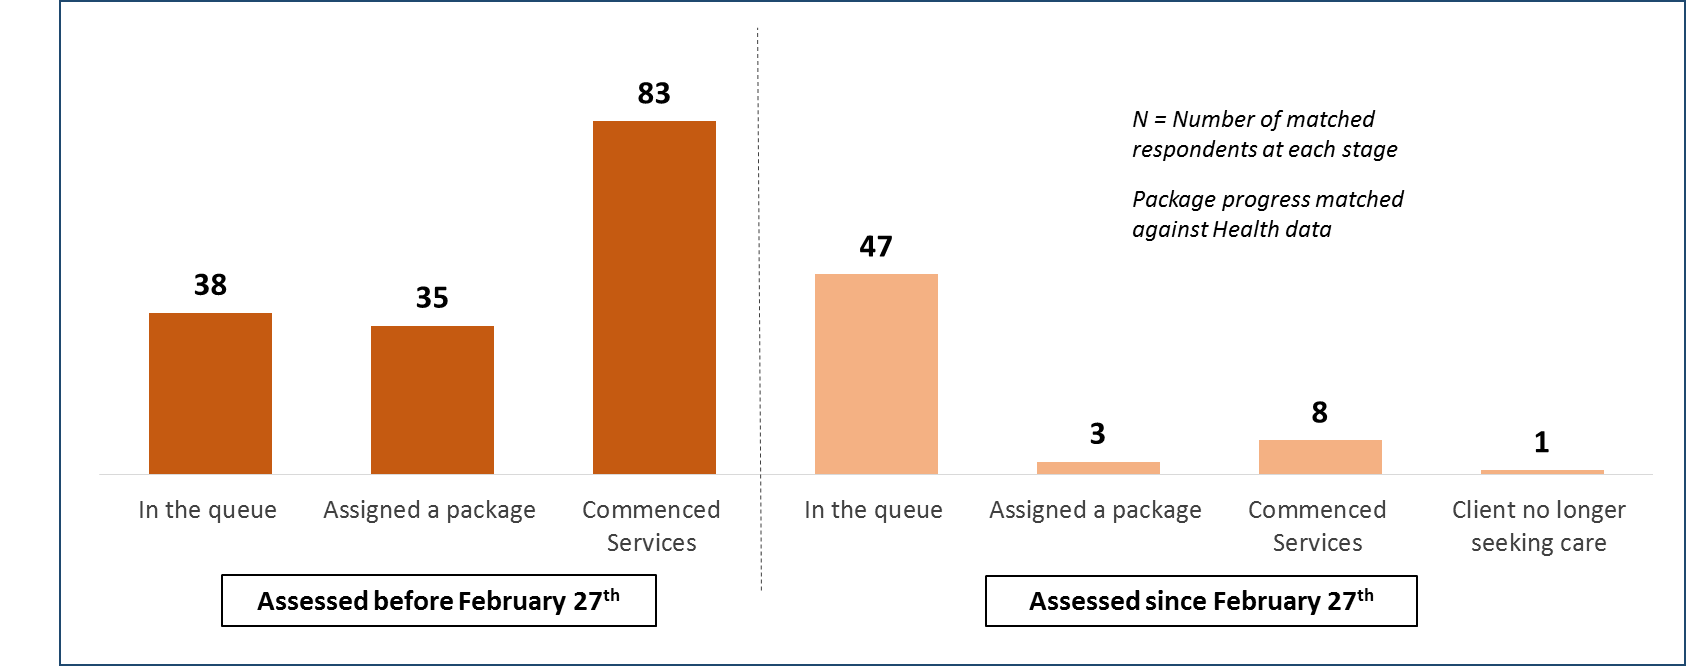 83
N = Number of matched
respondents at each stage
Package progress matched
against Health data
47
38
35
8
3
1
In the queue
Assigned a package
Commenced
Services
In the queue
Assigned a package
Commenced
Services
Client no longer
seeking care
Assessed before February 27th
Assessed since February 27th